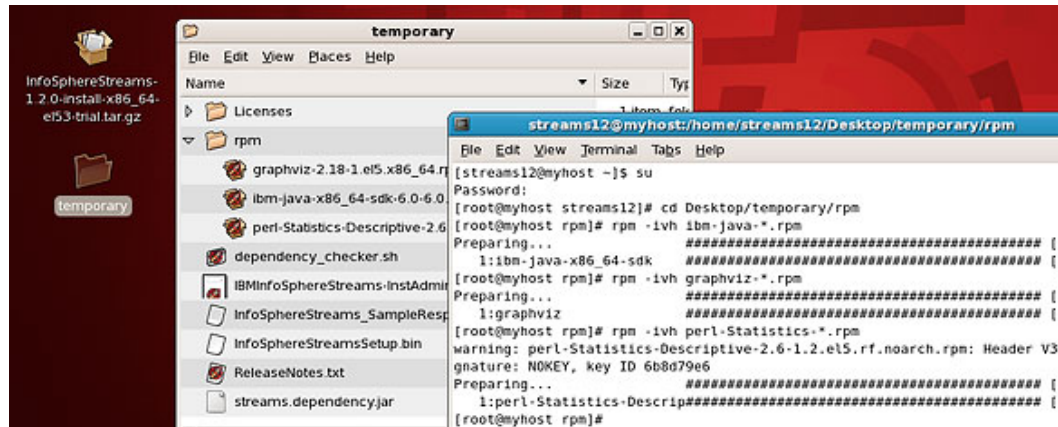 InfoSphereStreams-
1.2.0-install-x86_64-
el53-trial.tar.gz
temporary
temporary
File Edit View Places Help
Name Size
Licenses
rpm
graphviz-2.18-1.el5.x86_64.r
ibm-java-x86_64-sdk-6.0-6.0.
perl-Statistics-Descriptive-2.6
dependency_checker.sh
IBMInfoSphereStreams-InstAdmi
InfoSphereStreams_SampleResp
InfoSphereStreamsSetup.bin
ReleaseNotes.txt
streams.dependency.jar
streams12@myhost:/home/streams12/Desktop/temporary/rpm
File Edit View Terminal Tabs Help
[streams12@myhost ~]$ su
Password:
[root@myhost streams12]# cd Desktop/temporary/rpm
[root@myhost rpm]# rpm -ivh ibm-java-*.rpm
Preparing... ########################################### [
1:ibm-java-x86_64-sdk ########################################### [
[root@myhost rpm]# rpm -ivh graphviz-*.rpm
Preparing... ########################################### [
1:graphviz ########################################### [
[root@myhost rpm]# rpm -ivh perl-Statistics-*.rpm
warning: perl-Statistics-Descriptive-2.6-1.2.el5.rf.noarch.rpm: Header V3
gnature: NOKEY, key ID 6b8d79e6
Preparing... ########################################### [
1:perl-Statistics-Descrip########################################### [
[root@myhost rpm]#